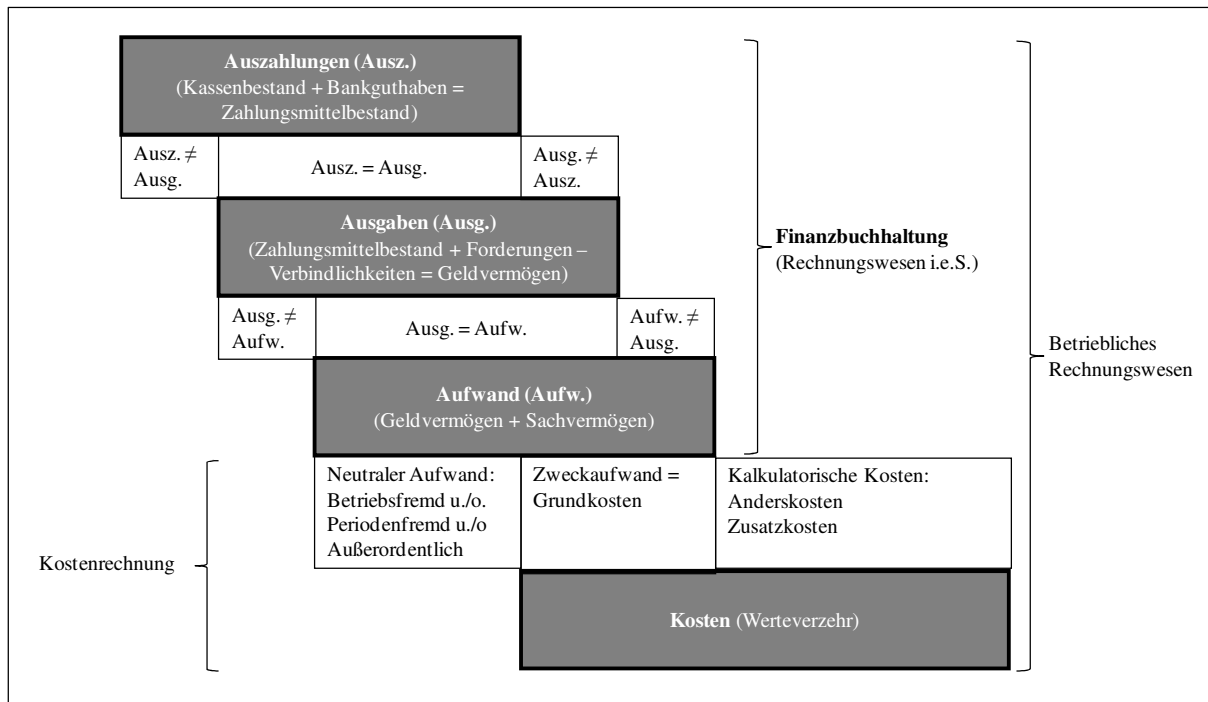 Auszahlungen (Ausz.)
(Kassenbestand + Bankguthaben =
Zahlungsmittelbestand)
Ausz. ≠
Ausg.
Ausz. = Ausg.
Ausg. ≠
Ausz.
Ausgaben (Ausg.)
(Zahlungsmittelbestand + Forderungen –
Verbindlichkeiten = Geldvermögen)
Finanzbuchhaltung
(Rechnungswesen i.e.S.)
Ausg. ≠
Aufw.
Ausg. = Aufw.
Aufw. ≠
Ausg.
Betriebliches
Rechnungswesen
Aufwand (Aufw.)
(Geldvermögen + Sachvermögen)
Neutraler Aufwand:
Betriebsfremd u./o.
Periodenfremd u./o
Außerordentlich
Zweckaufwand =
Grundkosten
Kalkulatorische Kosten:
Anderskosten
Zusatzkosten
Kostenrechnung
Kosten (Werteverzehr)